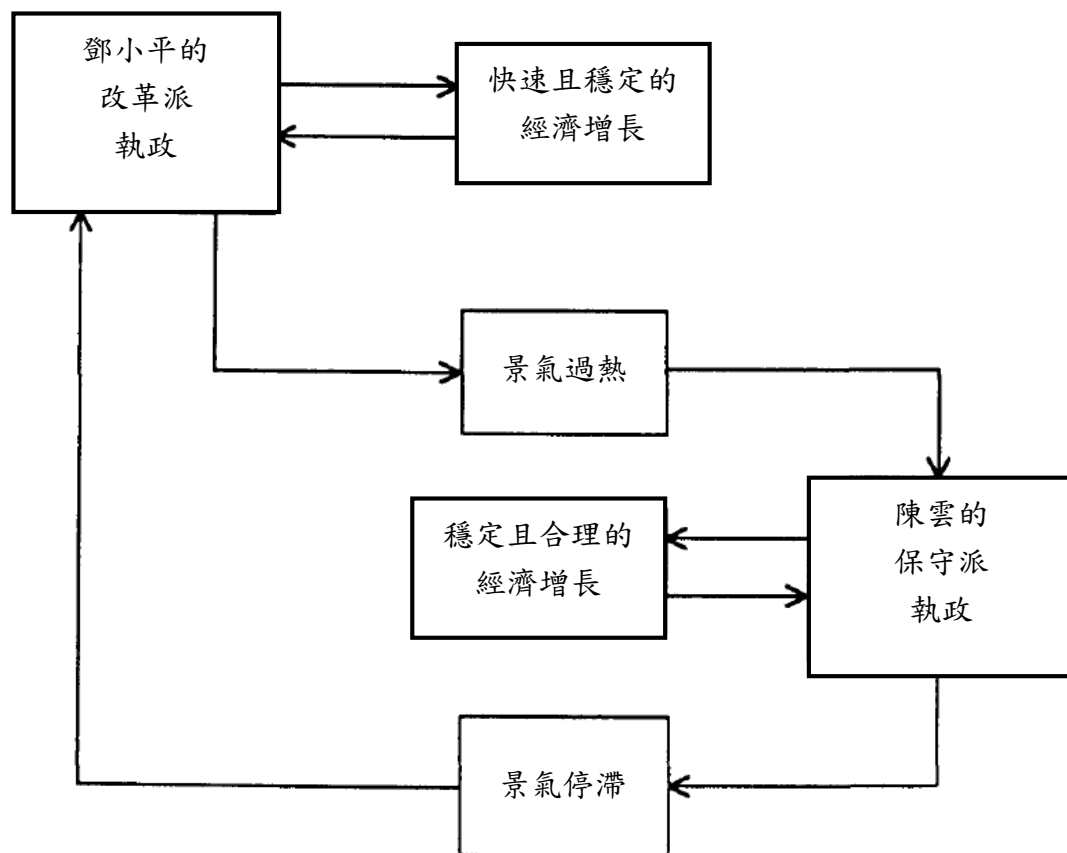 鄧小平的
改革派
執政
快速且穩定的
經濟增長
景氣過熱
陳雲的
保守派
執政
穩定且合理的
經濟增長
景氣停滯